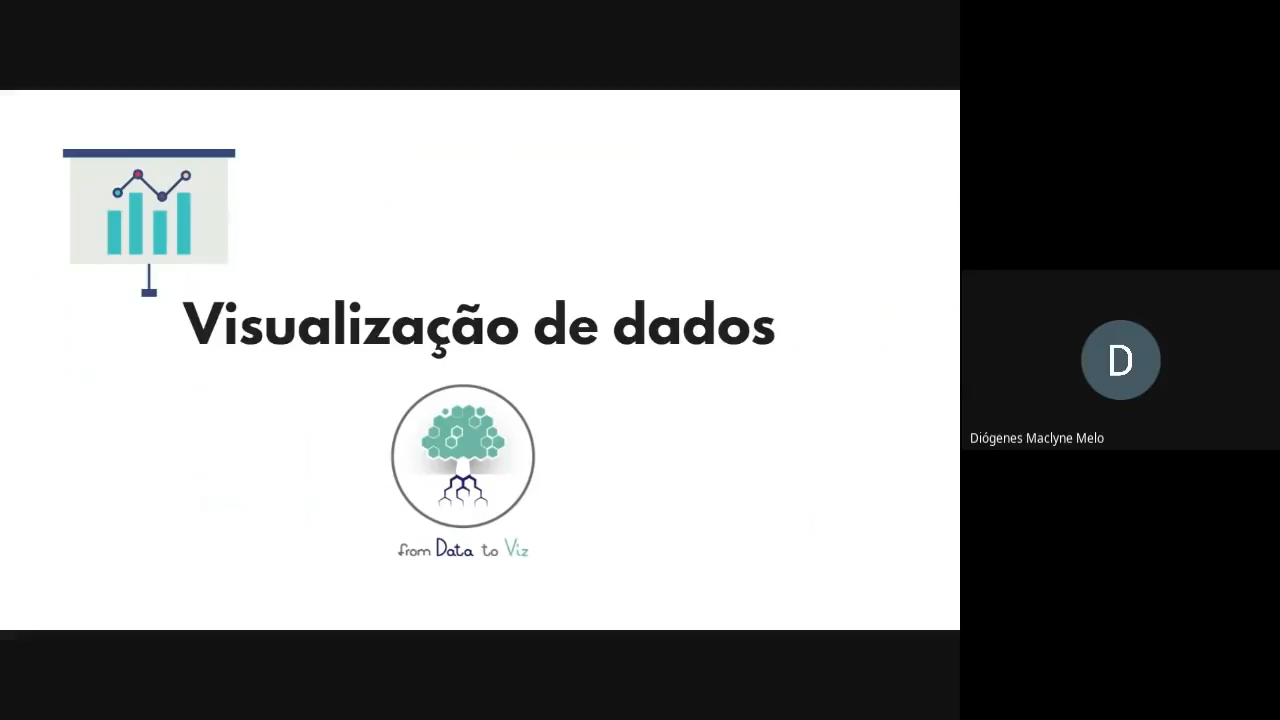 Visualização de dados
from Data to Viz
D
Diógenes Maclyne Melo